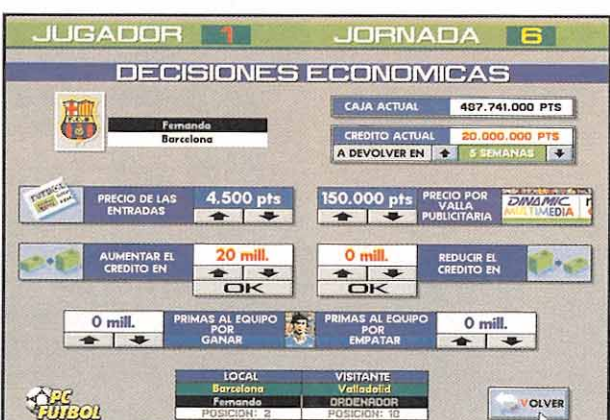 JUGADOR 1 JORNADA 6
DECISIONES ECONOMICAS
Fernando
Barcelona
CAJA ACTUAL 487.741.000 PTS
CREDITO ACTUAL 20.000.000 PTS
A DEVOLVER EN 5 SEMANAS
FUTBOL
PRECIO DE LAS
ENTRADAS
4.500 pts
150.000 pts
PRECIO POR
VALLA
PUBLICITARIA
DINAMIC
MULTIMEDIA
AUMENTAR EL
CREDITO EN
20 mill.
OK
0 mill.
OK
REDUCIR EL
CREDITO EN
0 mill.
PRIMAS AL EQUIPO
POR
GANAR
PRIMAS AL EQUIPO
POR
EMPATAR
0 mill.
PC
FUTBOL
LOCAL VISITANTE
Barcelona Valladolid
Fernando ORDENADOR
POSICION: 2 POSICION: 10
VOLVER